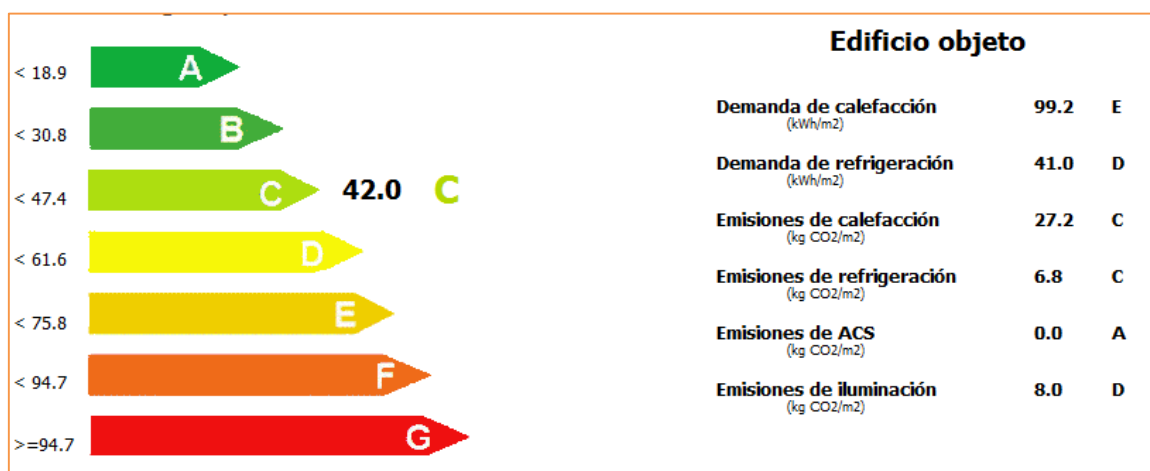 < 18.9
A
< 30.8
B
< 47.4
C
42.0 C
< 61.6
D
< 75.8
E
< 94.7
F
>=94.7
G
Edificio objeto
Demanda de calefacción 99.2 E
(kWh/m2)
Demanda de refrigeración 41.0 D
(kWh/m2)
Emisiones de calefacción 27.2 C
(kg CO2/m2)
Emisiones de refrigeración 6.8 C
(kg CO2/m2)
Emisiones de ACS 0.0 A
(kg CO2/m2)
Emisiones de iluminación 8.0 D
(kg CO2/m2)